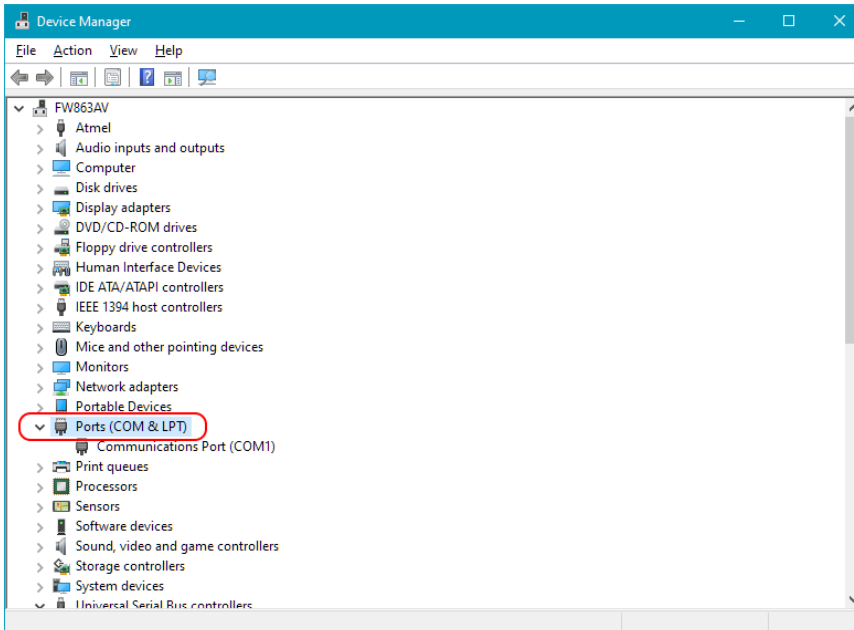 Device Manager
File Action View Help
FW863AV
Atmel
Audio inputs and outputs
Computer
Disk drives
Display adapters
DVD/CD-ROM drives
Floppy drive controllers
Human Interface Devices
IDE ATA/ATAPI controllers
IEEE 1394 host controllers
Keyboards
Mice and other pointing devices
Monitors
Network adapters
Portable Devices
Ports (COM & LPT)
Communications Port (COM1)
Print queues
Processors
Sensors
Software devices
Sound, video and game controllers
Storage controllers
System devices
Universal Serial Bus controllers